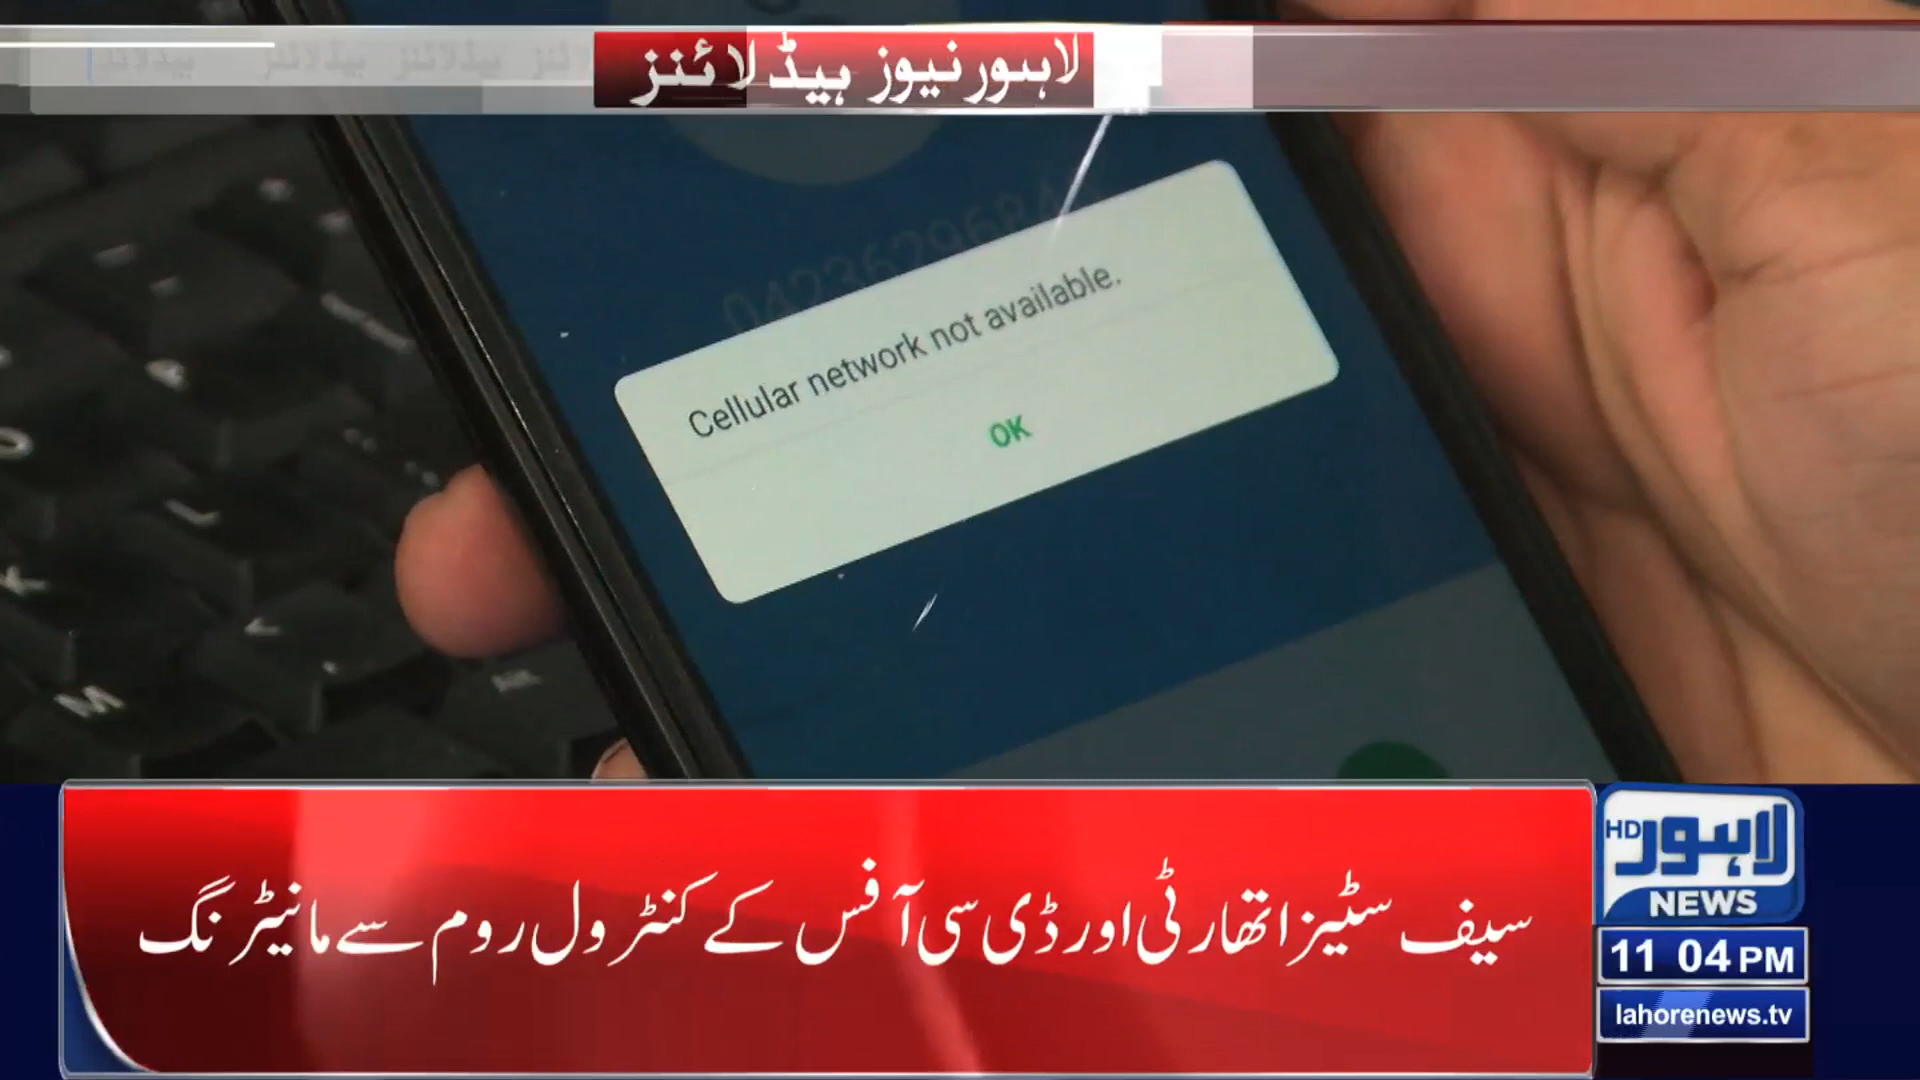 لاہور نیوز ہیڈ لائنز
Cellular network not available.
OK
سیف سٹیز اتھارٹی اور ڈی سی آفس کے کنٹرول روم سے مانیٹرنگ
لاہور HD
NEWS
11 04 PM
lahorenews.tv
M
K
L